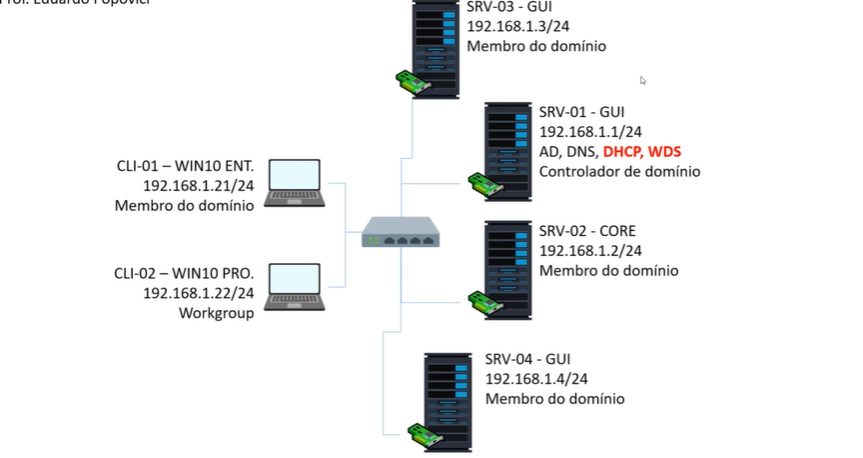 Prof. Eduardo Popovici
SRV-03 - GUI
192.168.1.3/24
Membro do domínio
SRV-01 - GUI
192.168.1.1/24
AD, DNS, DHCP, WDS
Controlador de domínio
CLI-01 – WIN10 ENT.
192.168.1.21/24
Membro do domínio
SRV-02 - CORE
192.168.1.2/24
Membro do domínio
CLI-02 – WIN10 PRO.
192.168.1.22/24
Workgroup
SRV-04 - GUI
192.168.1.4/24
Membro do domínio